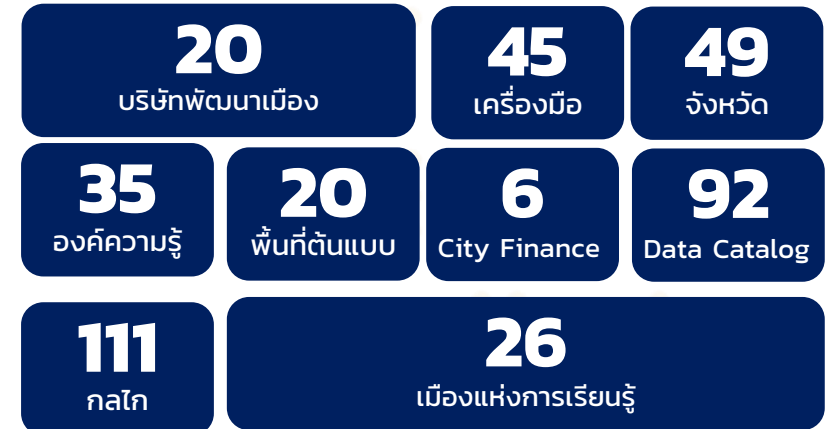 20
บริษัทพัฒนาเมือง
45
เครื่องมือ
49
จังหวัด
35
องค์ความรู้
20
พื้นที่ต้นแบบ
6
City Finance
92
Data Catalog
111
กลไก
26
เมืองแห่งการเรียนรู้